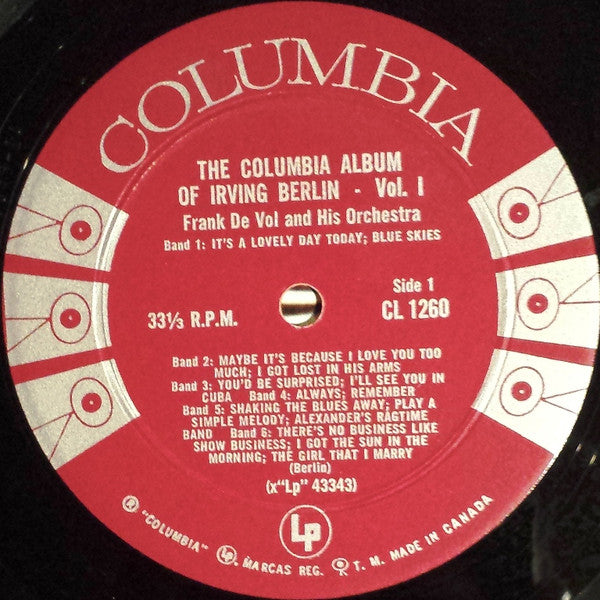 COLUMBIA
THE COLUMBIA ALBUM
OF IRVING BERLIN - Vol. I
Frank De Vol and His Orchestra
Band 1: IT'S A LOVELY DAY TODAY; BLUE SKIES
Side 1
33⅓ R.P.M.
CL 1260
Band 2: MAYBE IT'S BECAUSE I LOVE YOU TOO
MUCH; I GOT LOST IN HIS ARMS
Band 3: YOU'D BE SURPRISED; I'LL SEE YOU IN
CUBA Band 4: ALWAYS; REMEMBER
Band 5: SHAKING THE BLUES AWAY; PLAY A
SIMPLE MELODY; ALEXANDER'S RAGTIME
BAND Band 6: THERE'S NO BUSINESS LIKE
SHOW BUSINESS; I GOT THE SUN IN THE
MORNING; THE GIRL THAT I MARRY
(Berlin)
(x"Lp" 43343)
Lp
® "COLUMBIA" Lp. MARCAS REG. T. M. MADE IN CANADA